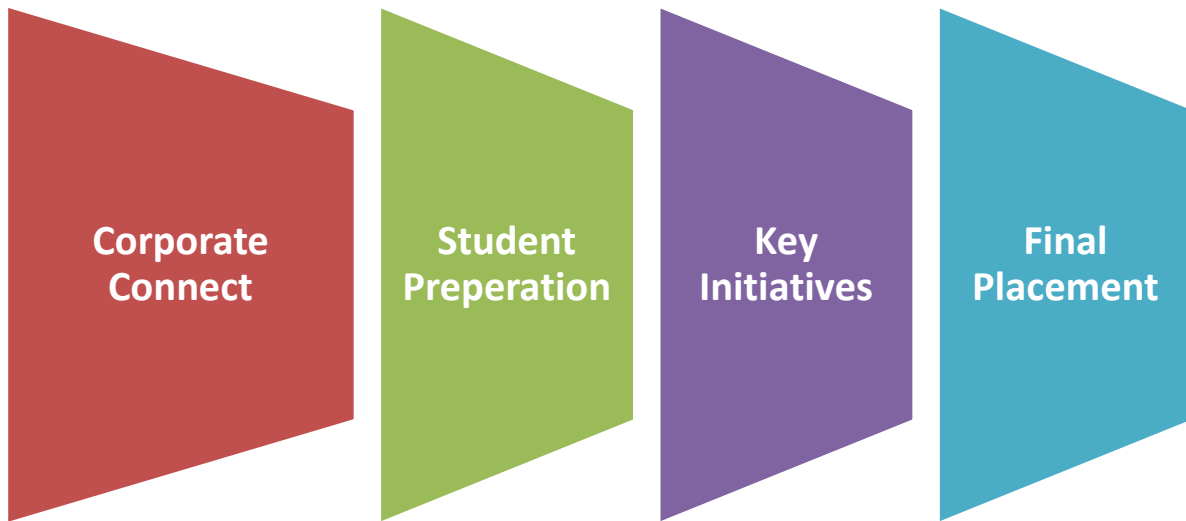 Corporate
Connect
Student
Preperation
Key
Initiatives
Final
Placement